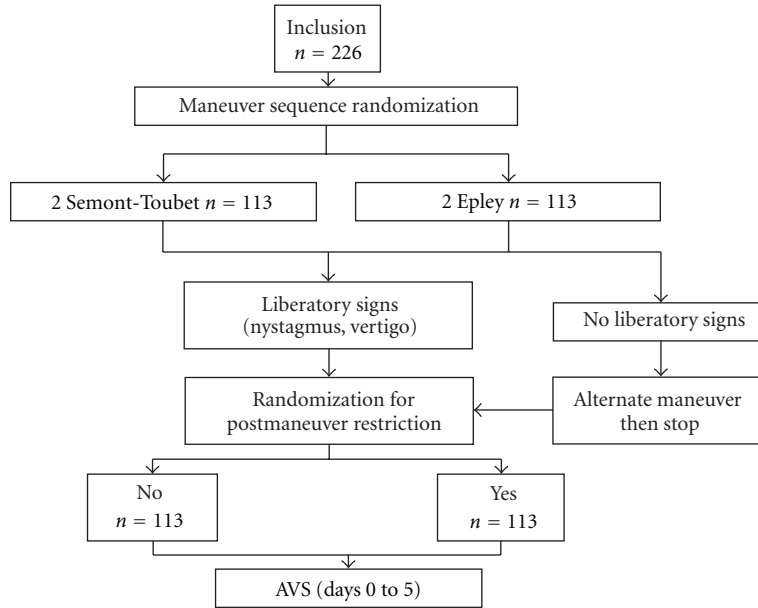 Inclusion
n = 226
Maneuver sequence randomization
2 Semont-Toubet n = 113
2 Epley n = 113
Liberatory signs
(nystagmus, vertigo)
No liberatory signs
Randomization for
postmaneuver restriction
Alternate maneuver
then stop
No
n = 113
Yes
n = 113
AVS (days 0 to 5)